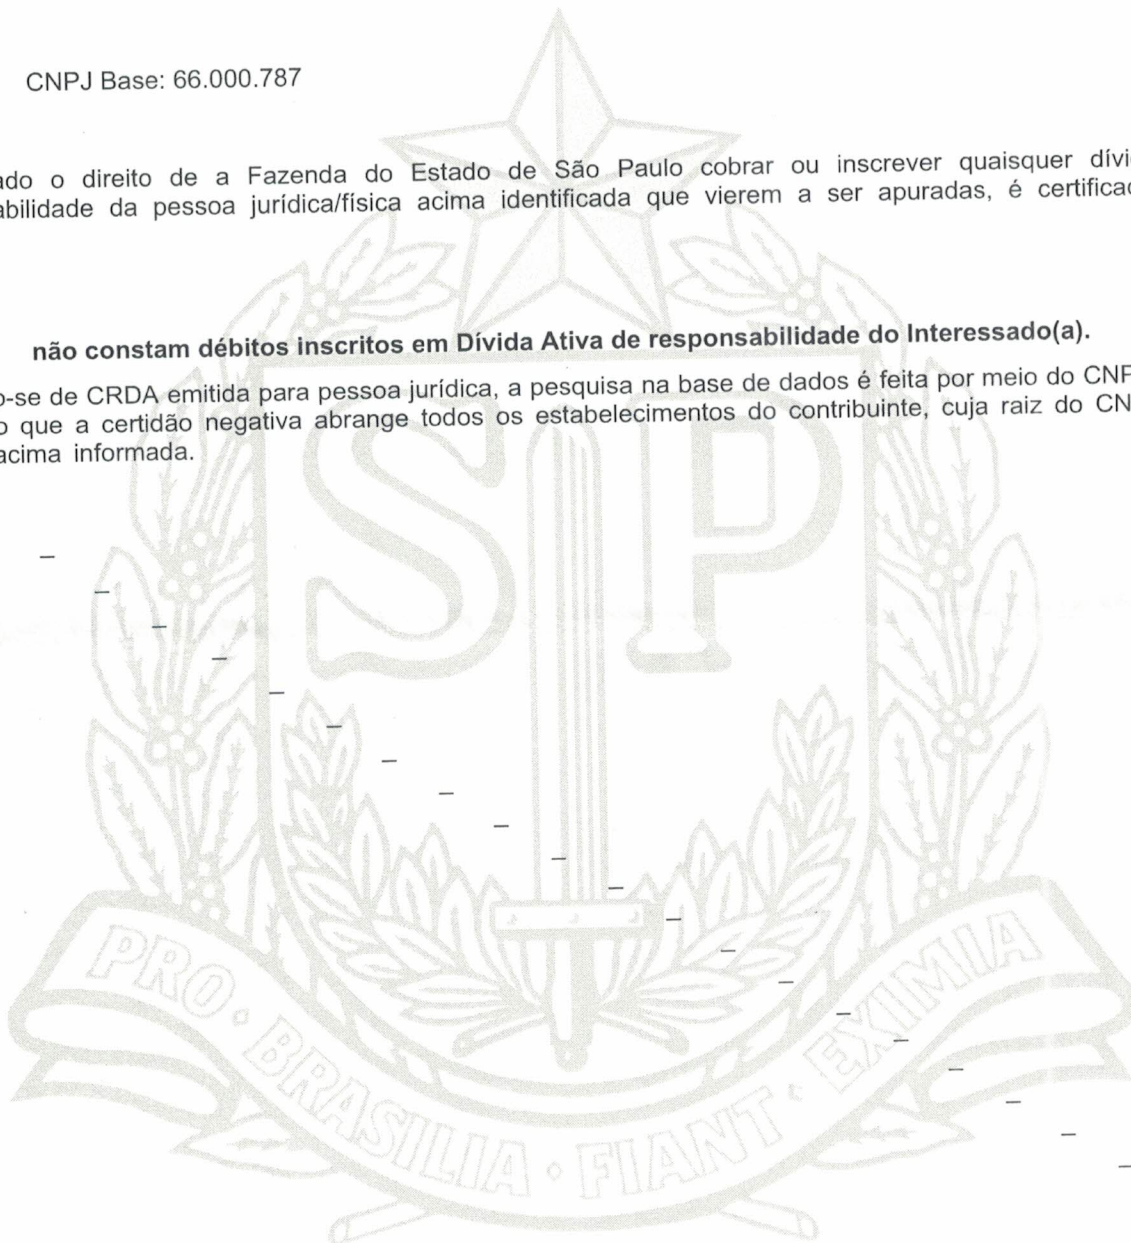 CNPJ Base: 66.000.787
ado o direito de a Fazenda do Estado de São Paulo cobrar ou inscrever quaisquer dívi
abilidade da pessoa jurídica/física acima identificada que vierem a ser apuradas, é certificad
não constam débitos inscritos em Dívida Ativa de responsabilidade do Interessado(a).
o-se de CRDA emitida para pessoa jurídica, a pesquisa na base de dados é feita por meio do CNP
o que a certidão negativa abrange todos os estabelecimentos do contribuinte, cuja raiz do CN
acima informada.
SP
PRO · BRASILIA · FIANT · EXIMIA